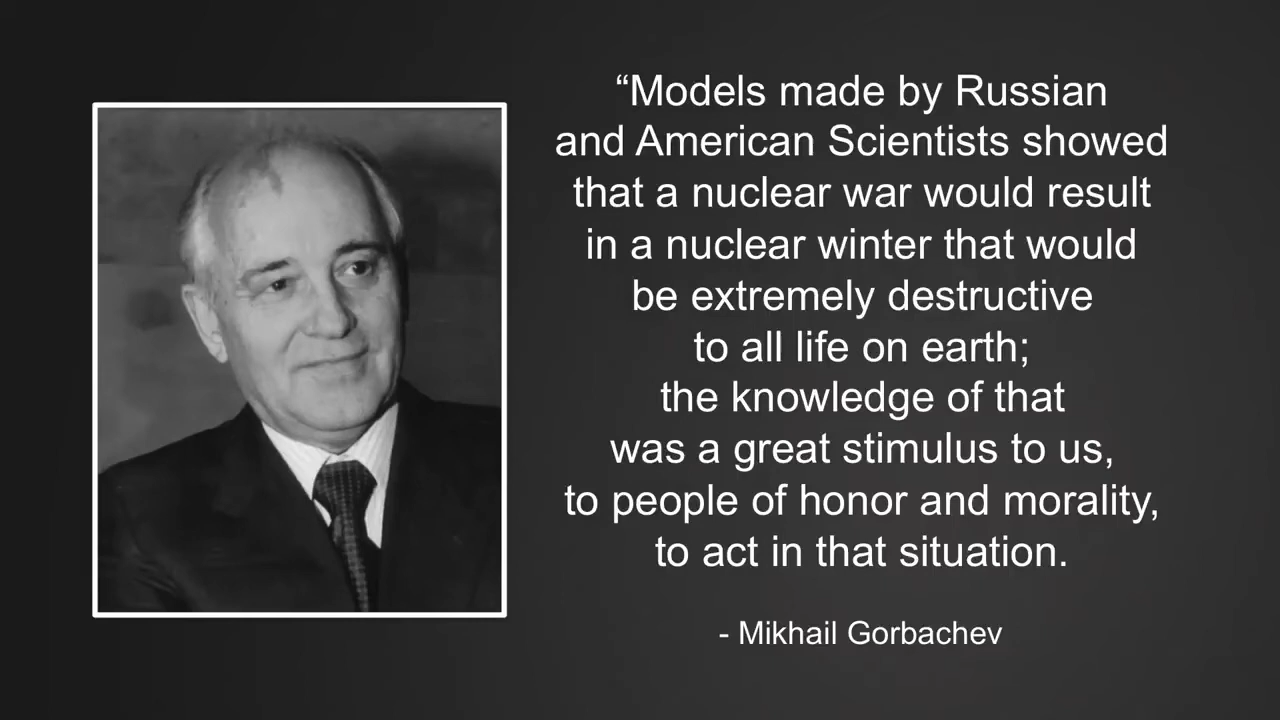 “Models made by Russian
and American Scientists showed
that a nuclear war would result
in a nuclear winter that would
be extremely destructive
to all life on earth;
the knowledge of that
was a great stimulus to us,
to people of honor and morality,
to act in that situation.
- Mikhail Gorbachev